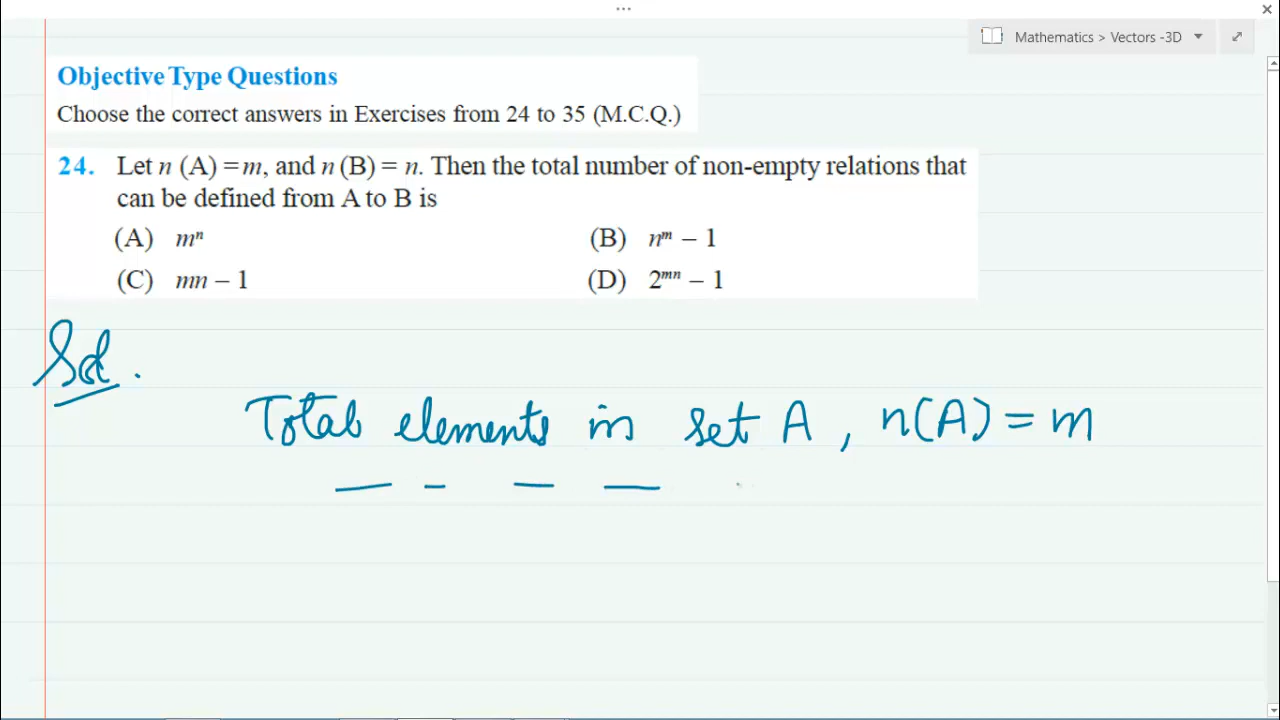 Mathematics > Vectors -3D
Objective Type Questions
Choose the correct answers in Exercises from 24 to 35 (M.C.Q.)
24. Let n (A) = m, and n (B) = n. Then the total number of non-empty relations that
can be defined from A to B is
(A) mⁿ (B) nᵐ – 1
(C) mn – 1 (D) 2ᵐⁿ – 1
Sol.
Total elements in set A, n(A) = m